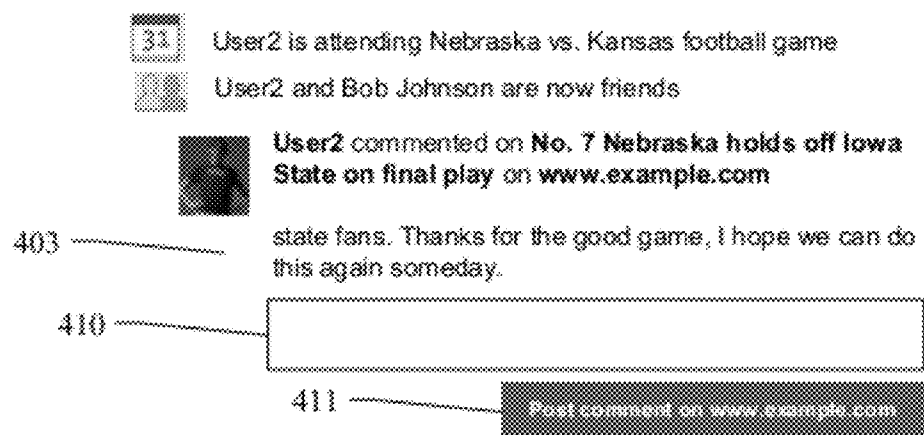 31 User2 is attending Nebraska vs. Kansas football game
User2 and Bob Johnson are now friends
User2 commented on No. 7 Nebraska holds off Iowa
State on final play on www.example.com
403 state fans. Thanks for the good game, I hope we can do
this again someday.
410
411 Post comment on www.example.com